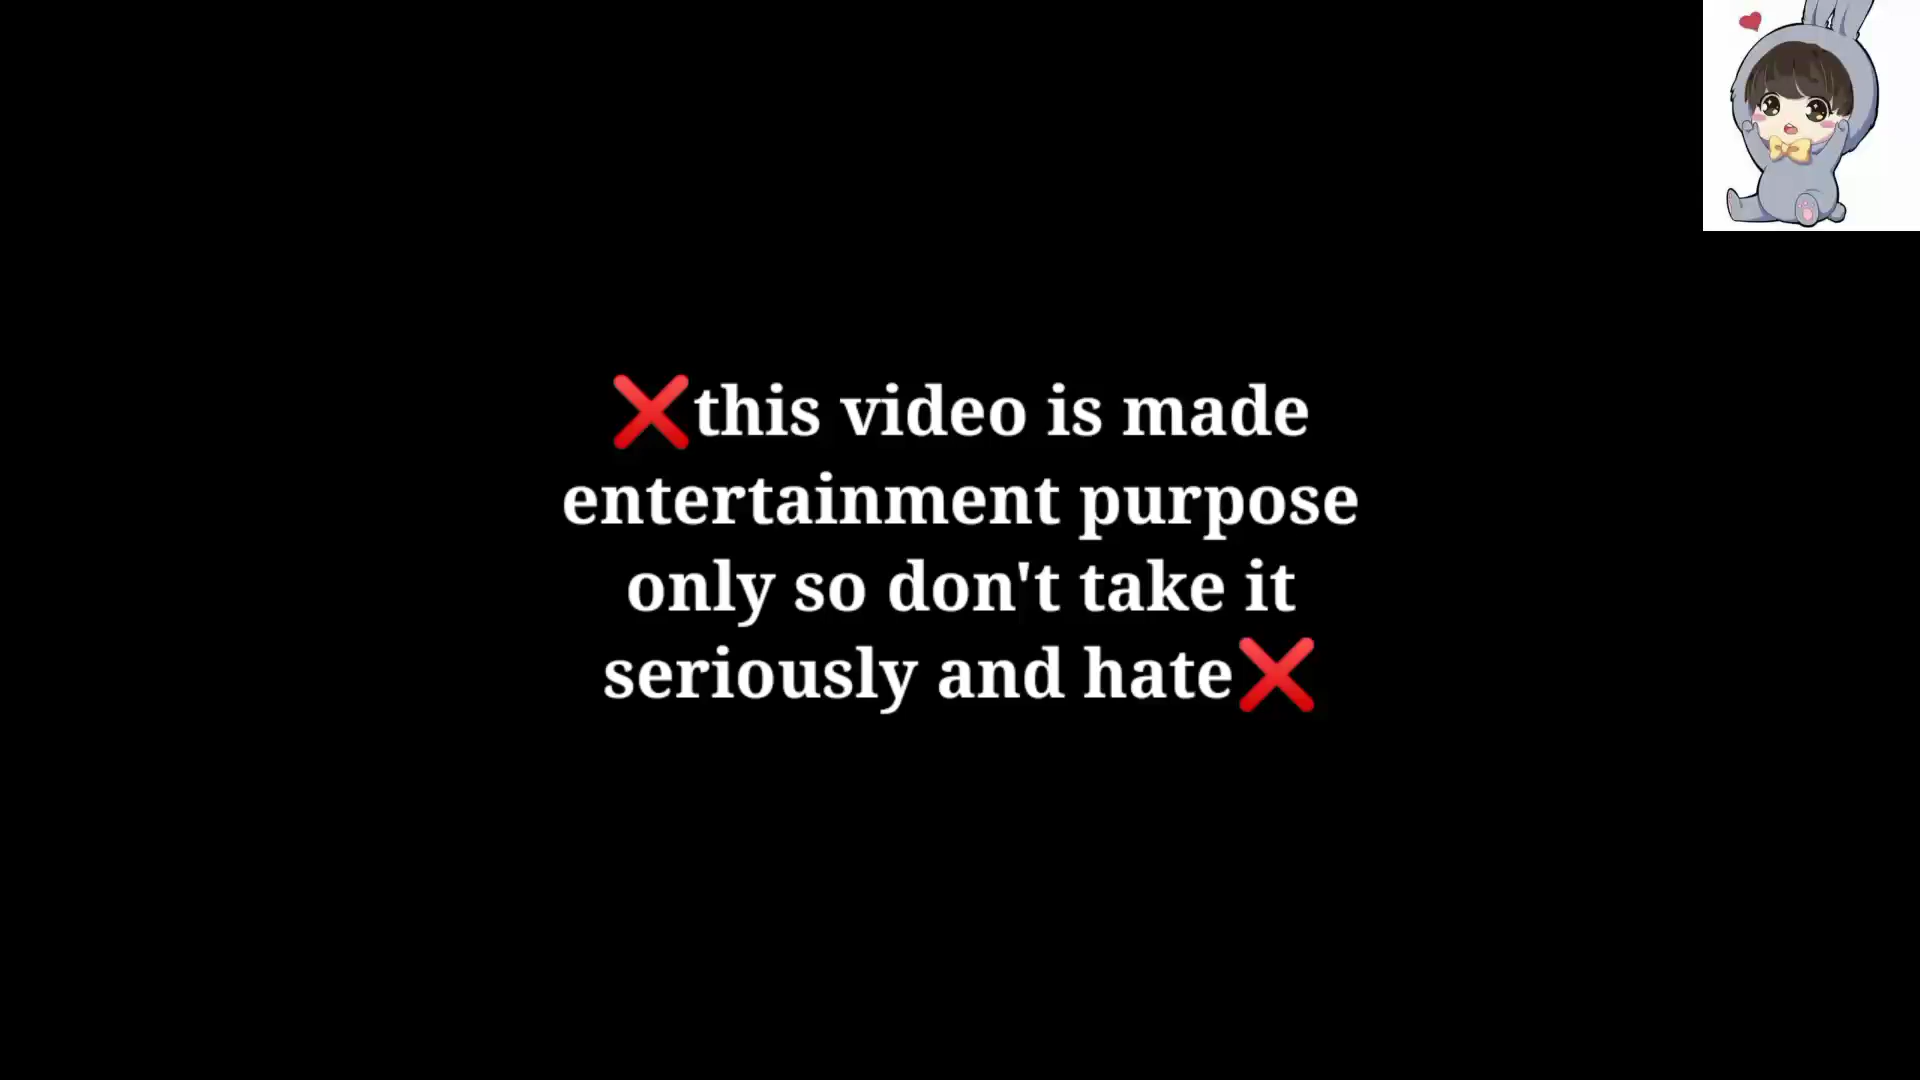 ❌this video is made
entertainment purpose
only so don't take it
seriously and hate❌